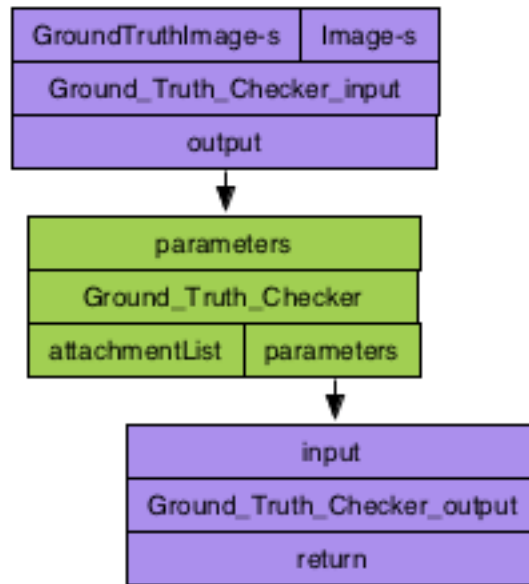 GroundTruthImage-s Image-s
Ground_Truth_Checker_input
output
parameters
Ground_Truth_Checker
attachmentList parameters
input
Ground_Truth_Checker_output
return